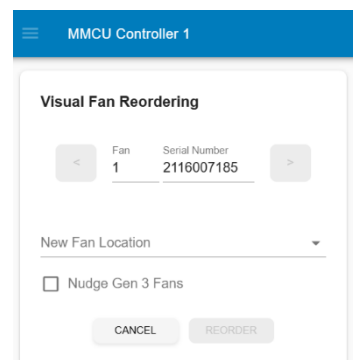 MMCU Controller 1
Visual Fan Reordering
Fan Serial Number
< 1 2116007185 >
New Fan Location
Nudge Gen 3 Fans
CANCEL REORDER